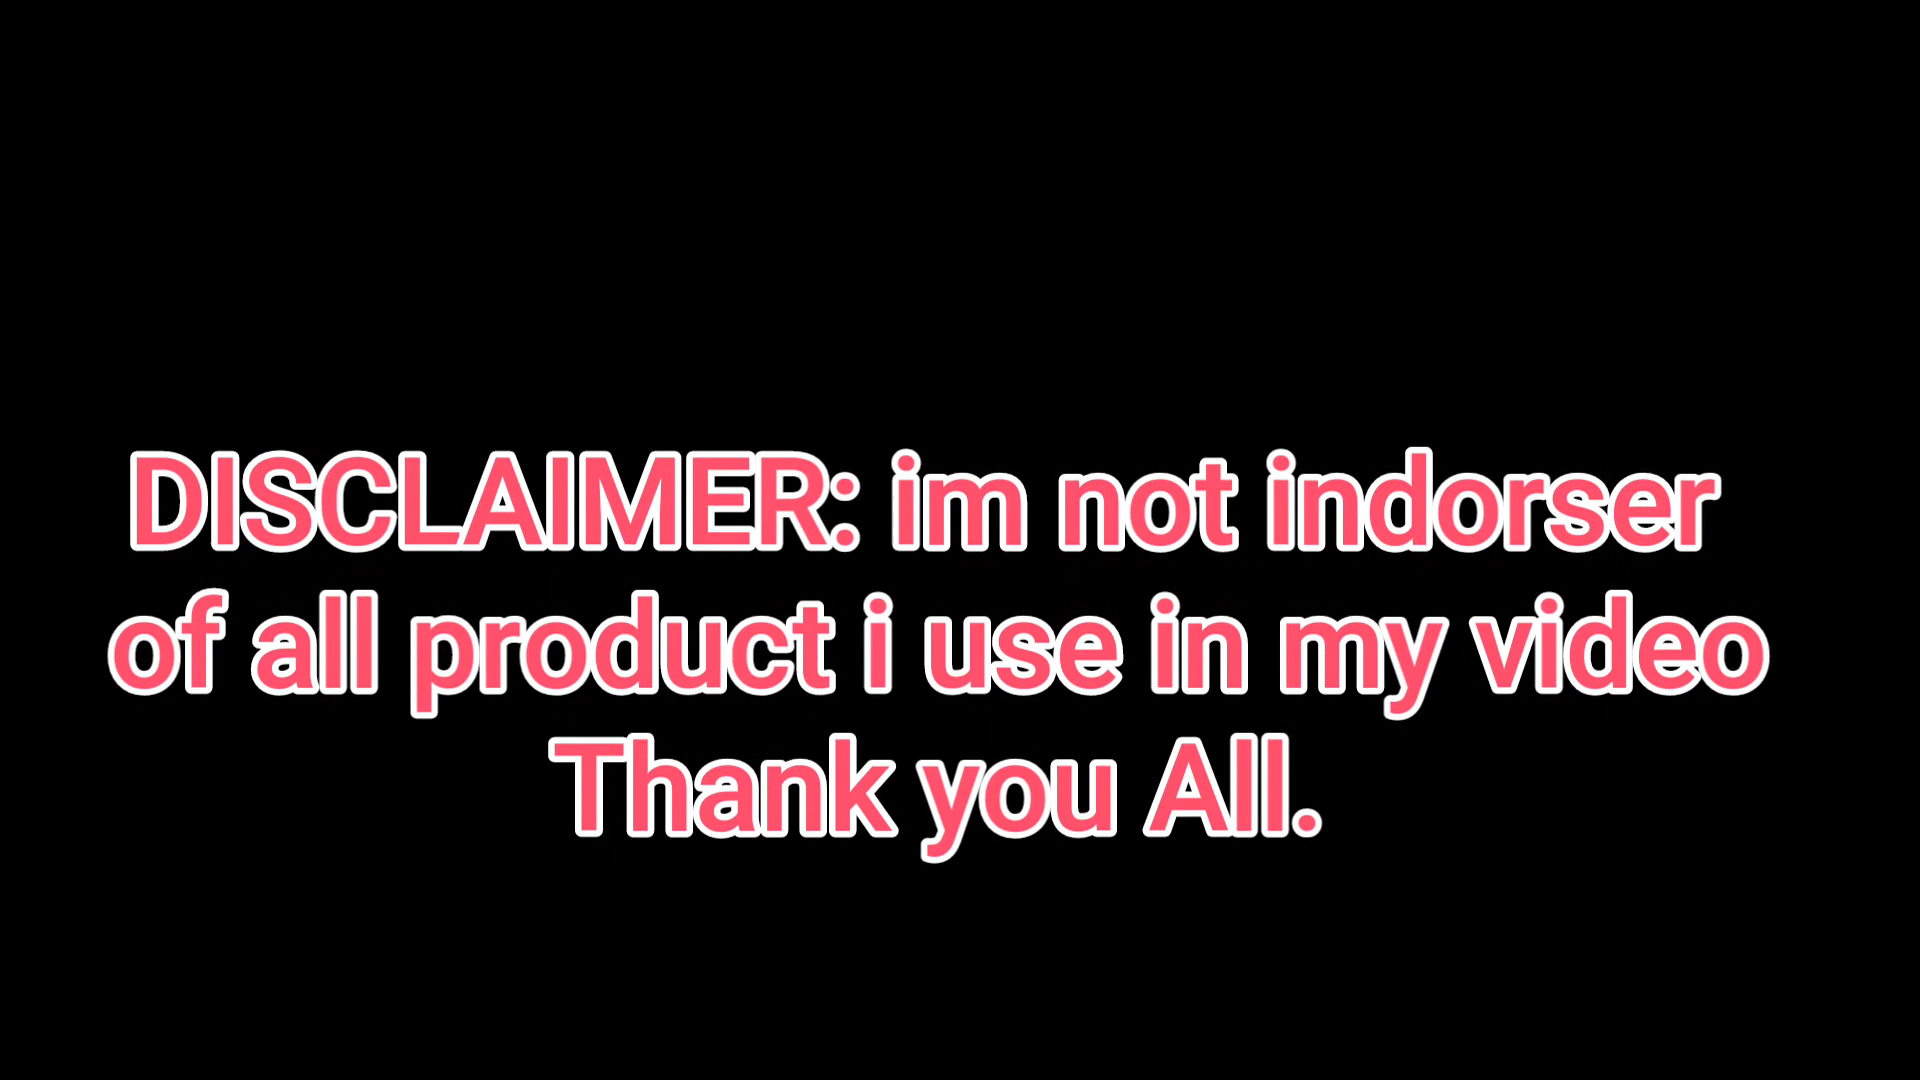 DISCLAIMER: im not indorser
of all product i use in my video
Thank you All.